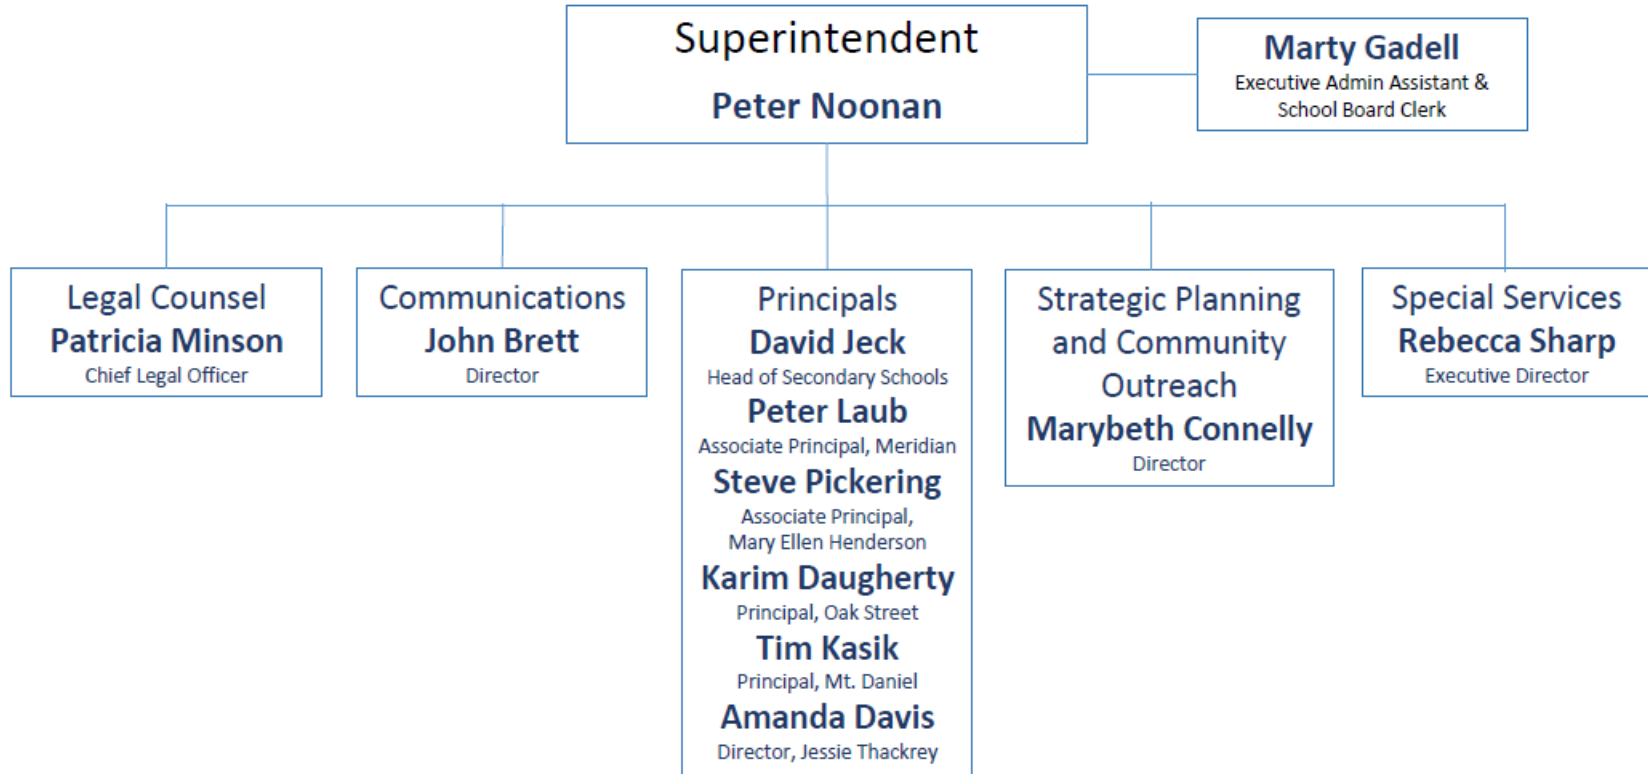 Superintendent
Peter Noonan
Marty Gadell
Executive Admin Assistant &
School Board Clerk
Legal Counsel
Patricia Minson
Chief Legal Officer
Communications
John Brett
Director
Principals
David Jeck
Head of Secondary Schools
Peter Laub
Associate Principal, Meridian
Steve Pickering
Associate Principal,
Mary Ellen Henderson
Karim Daugherty
Principal, Oak Street
Tim Kasik
Principal, Mt. Daniel
Amanda Davis
Director, Jessie Thackrey
Strategic Planning
and Community
Outreach
Marybeth Connelly
Director
Special Services
Rebecca Sharp
Executive Director